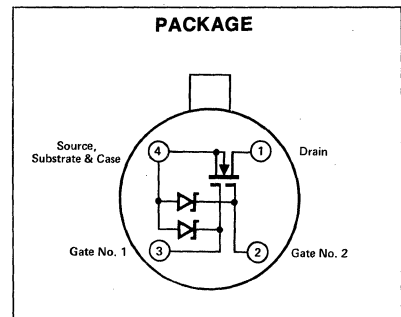 PACKAGE
Source,
Substrate & Case
4
1
Drain
Gate No. 1
3
2
Gate No. 2